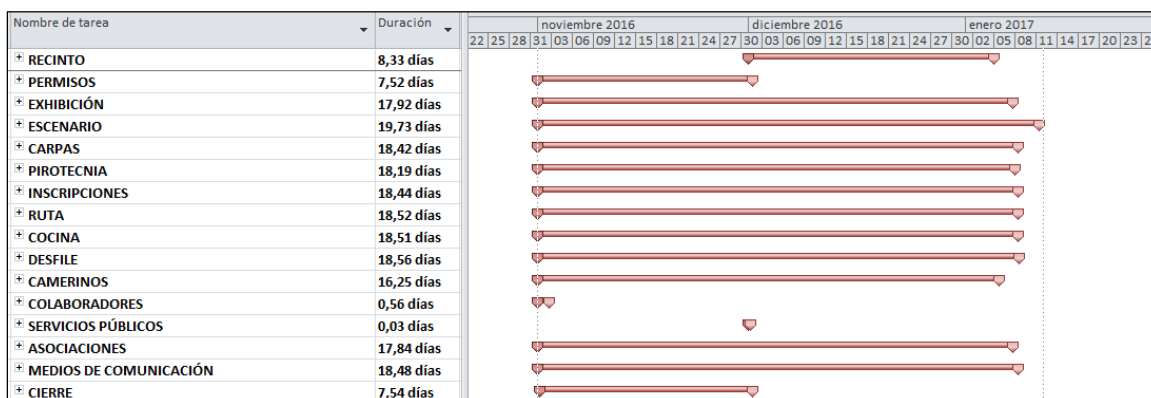 Nombre de tarea Duración noviembre 2016 diciembre 2016 enero 2017
22 25 28 31 03 06 09 12 15 18 21 24 27 30 03 06 09 12 15 18 21 24 27 30 02 05 08 11 14 17 20 23
RECINTO 8,33 días
PERMISOS 7,52 días
EXHIBICIÓN 17,92 días
ESCENARIO 19,73 días
CARPAS 18,42 días
PIROTECNIA 18,19 días
INSCRIPCIONES 18,44 días
RUTA 18,52 días
COCINA 18,51 días
DESFILE 18,56 días
CAMERINOS 16,25 días
COLABORADORES 0,56 días
SERVICIOS PÚBLICOS 0,03 días
ASOCIACIONES 17,84 días
MEDIOS DE COMUNICACIÓN 18,48 días
CIERRE 7,54 días